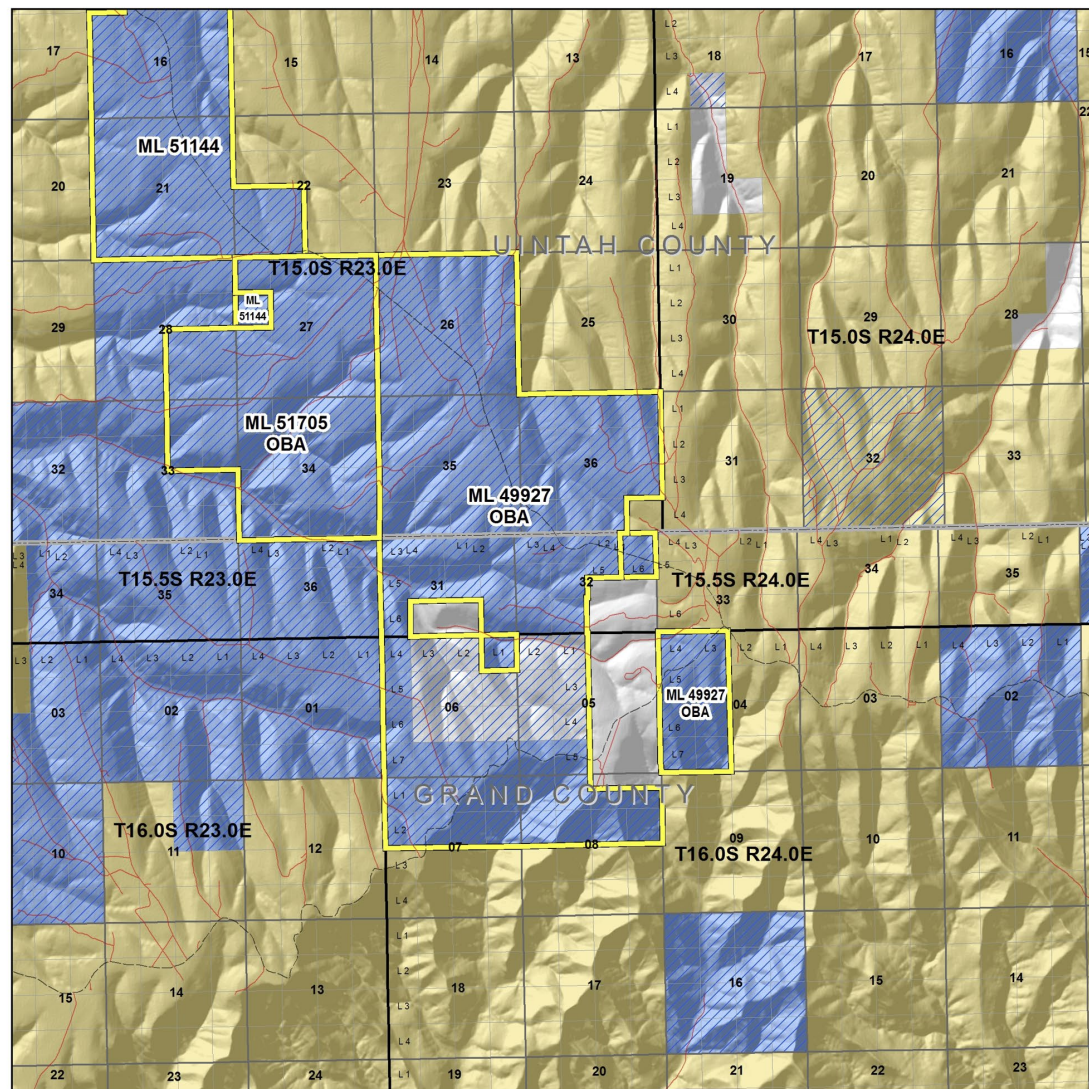 17
16
15
14
13
L2
L3
18
L4
17
16
15
ML 51144
L1
22
20
21
22
23
24
L2
L3
19
L4
20
21
UINTAH COUNTY
T15.0S R23.0E
L1
L2
29
28
ML
51144
27
26
25
L3
L4
30
29
28
T15.0S R24.0E
ML 51705
OBA
L1
L2
32
33
34
35
36
31
32
33
ML 49927
OBA
L4
L3
L4
L1
L2
L4
L3
L2
L1
L4
L3
L2
L1
L3
L4
L1
L2
L4
L3
L1
L4
L3
L2
L1
L4
L3
L2
L1
L4
L3
L2
L1
T15.5S R23.0E
34
35
36
L5
31
L6
32
L5
L6
T15.5S R24.0E
L6
33
34
35
L3
L2
L1
L4
L3
L2
L1
L4
L3
L2
L1
L4
L3
L2
L1
L4
L3
L2
L1
L4
L3
L4
L3
L2
L1
03
02
01
L5
L6
L7
06
L3
L4
L5
05
L5
ML 49927
OBA
L6
L7
04
03
02
GRAND COUNTY
L1
L2
T16.0S R23.0E
10
11
12
07
08
T16.0S R24.0E
09
10
11
L3
L4
L1
L2
L3
L4
15
14
13
18
17
16
15
14
22
23
24
L1
19
20
21
22
23